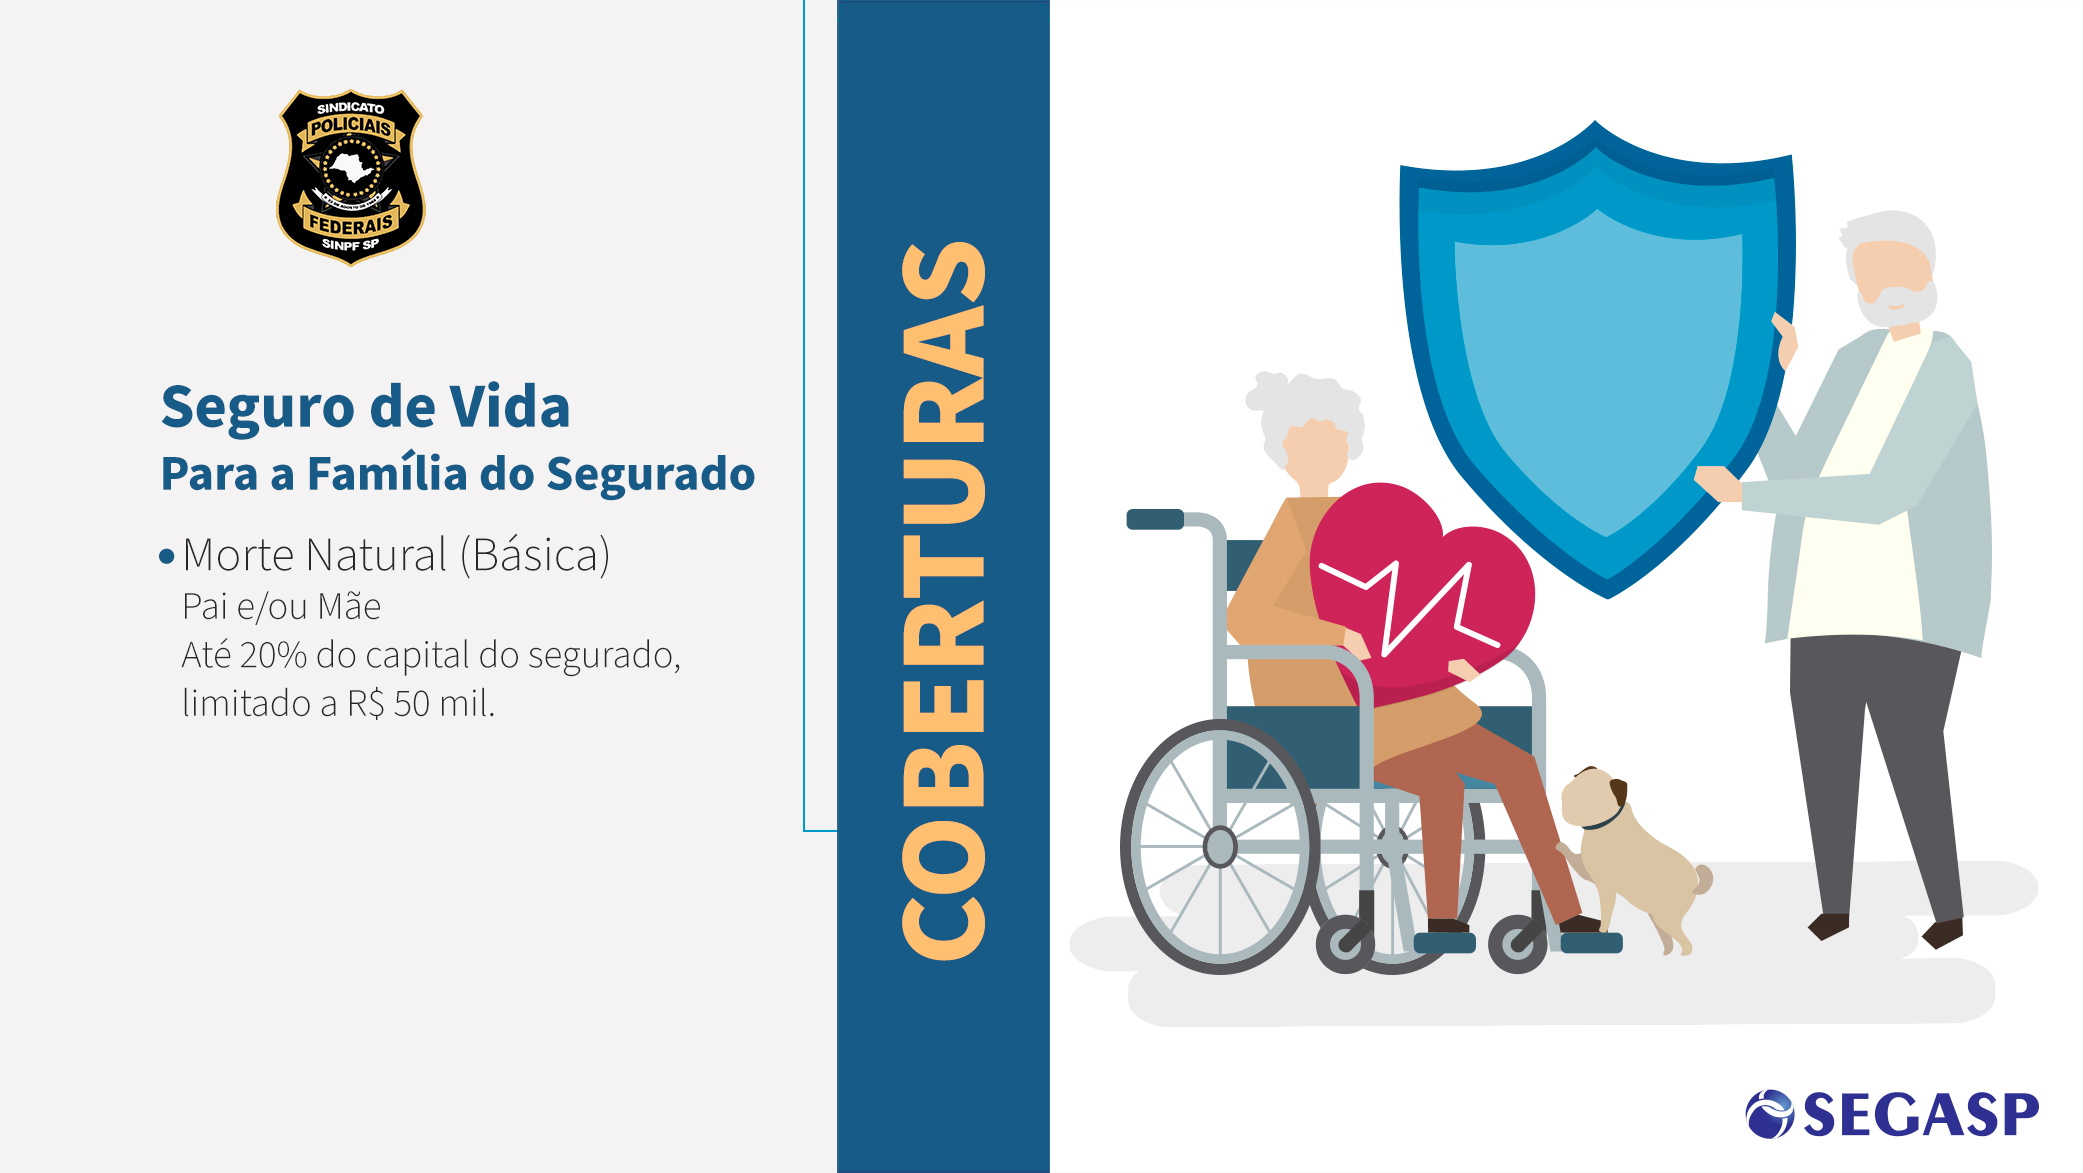 SINDICATO
POLICIAIS
FEDERAIS
SINPF SP
Seguro de Vida
Para a Família do Segurado
• Morte Natural (Básica)
Pai e/ou Mãe
Até 20% do capital do segurado,
limitado a R$ 50 mil.
COBERTURAS
SEGASP